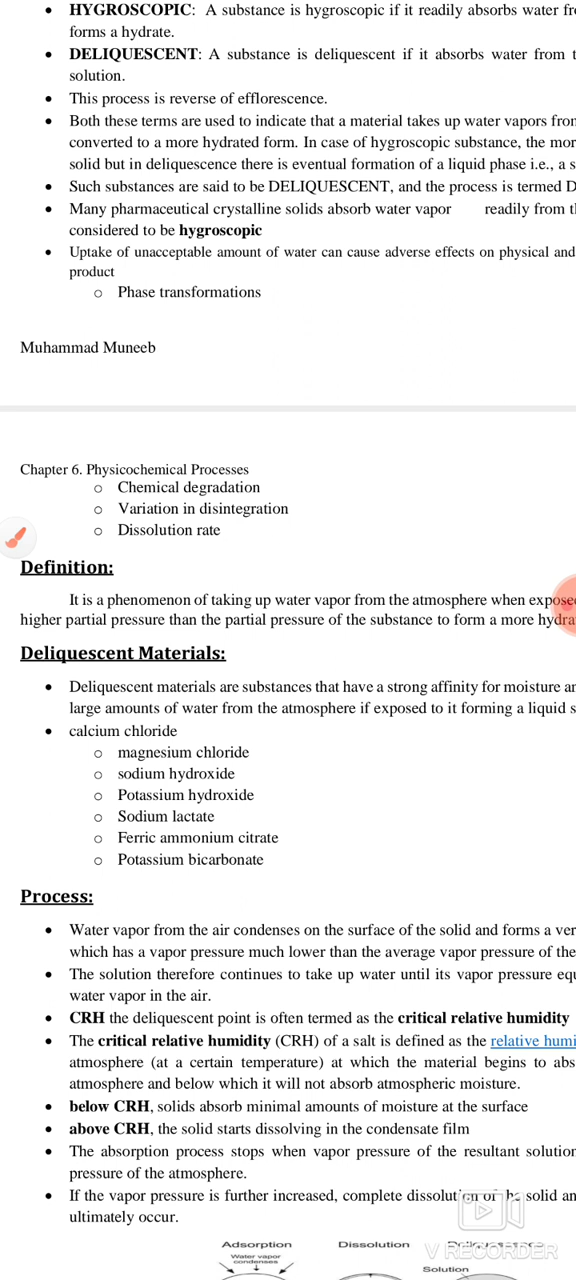 HYGROSCOPIC: A substance is hygroscopic if it readily absorbs water
forms a hydrate.
DELIQUESCENT: A substance is deliquescent if it absorbs water from
solution.
This process is reverse of efflorescence.
Both these terms are used to indicate that a material takes up water vapors from
converted to a more hydrated form. In case of hygroscopic substance, the
solid but in deliquescence there is eventual formation of a liquid phase i.e., a
Such substances are said to be DELIQUESCENT, and the process is termed
Many pharmaceutical crystalline solids absorb water vapor readily from
considered to be hygroscopic
Uptake of unacceptable amount of water can cause adverse effects on physical and
product
Phase transformations
Muhammad Muneeb
Chapter 6. Physicochemical Processes
Chemical degradation
Variation in disintegration
Dissolution rate
Definition:
It is a phenomenon of taking up water vapor from the atmosphere when
higher partial pressure than the partial pressure of the substance to form a more
Deliquescent Materials:
Deliquescent materials are substances that have a strong affinity for moisture
large amounts of water from the atmosphere if exposed to it forming a liquid
calcium chloride
magnesium chloride
sodium hydroxide
Potassium hydroxide
Sodium lactate
Ferric ammonium citrate
Potassium bicarbonate
Process:
Water vapor from the air condenses on the surface of the solid and forms a
which has a vapor pressure much lower than the average vapor pressure of the
The solution therefore continues to take up water until its vapor pressure
water vapor in the air.
CRH the deliquescent point is often termed as the critical relative humidity
The critical relative humidity (CRH) of a salt is defined as the relative
atmosphere (at a certain temperature) at which the material begins to
atmosphere and below which it will not absorb atmospheric moisture.
below CRH, solids absorb minimal amounts of moisture at the surface
above CRH, the solid starts dissolving in the condensate film
The absorption process stops when vapor pressure of the resultant solution
pressure of the atmosphere.
If the vapor pressure is further increased, complete dissolution of the solid
ultimately occur.
Adsorption Dissolution
Water vapor
condenses
Solution
V RECORDER